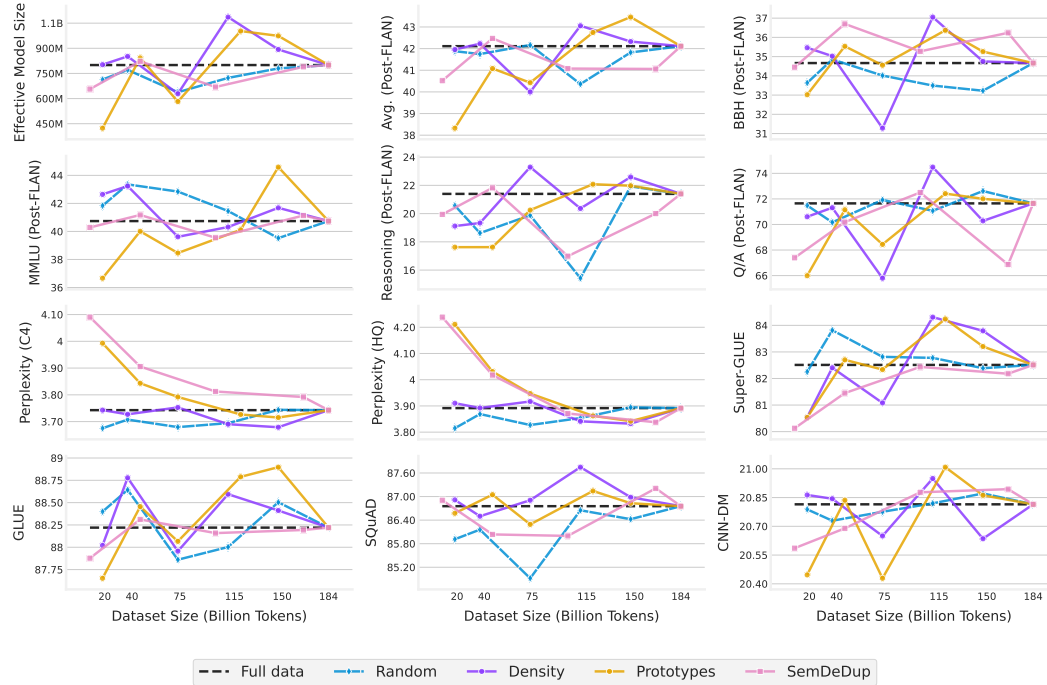 Effective Model Size
1.1B
900M
750M
600M
450M
Avg. (Post-FLAN)
43
42
41
40
39
38
BBH (Post-FLAN)
37
36
35
34
33
32
31
MMLU (Post-FLAN)
44
42
40
38
36
Reasoning (Post-FLAN)
24
22
20
18
16
Q/A (Post-FLAN)
74
72
70
68
66
Perplexity (C4)
4.10
4
3.90
3.80
3.70
Perplexity (HQ)
4.20
4.10
4
3.90
3.80
Super-GLUE
84
83
82
81
80
GLUE
89
88.75
88.50
88.25
88
87.75
20 40 75 115 150 184
Dataset Size (Billion Tokens)
SQuAD
87.60
87.00
86.40
85.80
85.20
20 40 75 115 150 184
Dataset Size (Billion Tokens)
CNN-DM
21.00
20.85
20.70
20.55
20.40
20 40 75 115 150 184
Dataset Size (Billion Tokens)
Full data Random Density Prototypes SemDeDup